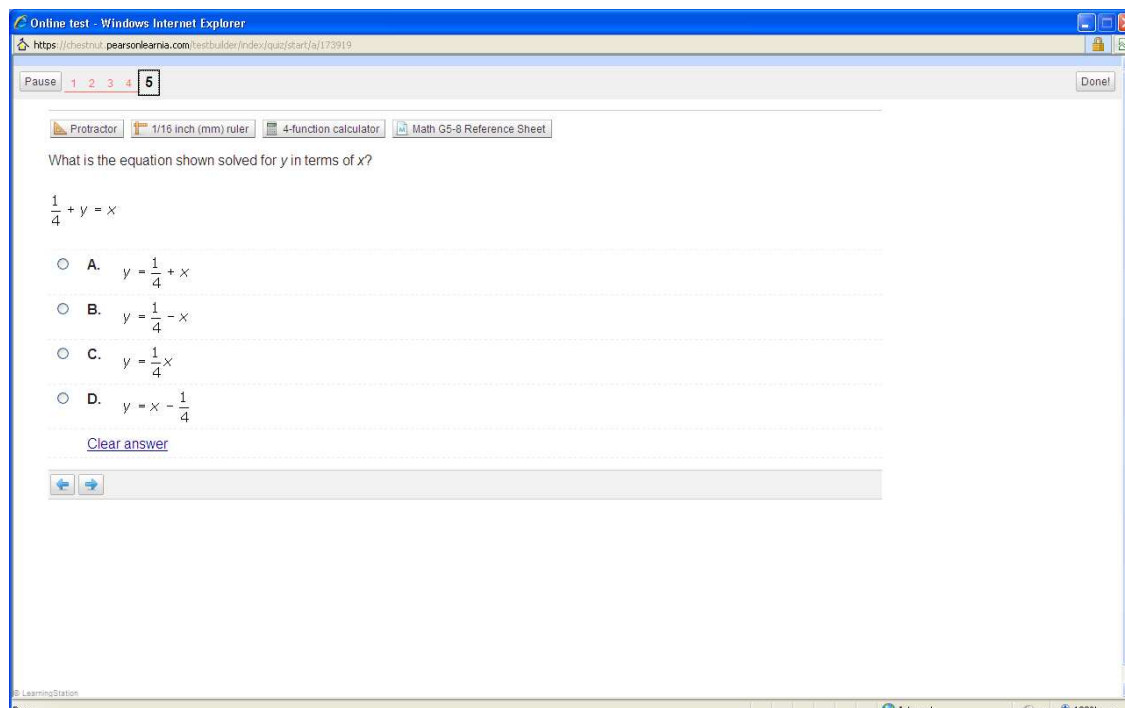 Online test - Windows Internet Explorer
https://chestnut.pearsonlearnia.com/testbuilder/index/quiz/start/a/173919
Pause 1 2 3 4 5 Done!
Protractor 1/16 inch (mm) ruler 4-function calculator Math G5-8 Reference Sheet
What is the equation shown solved for y in terms of x?
1/4 + y = x
A. y = 1/4 + x
B. y = 1/4 - x
C. y = 1/4 x
D. y = x - 1/4
Clear answer
© LearningStation